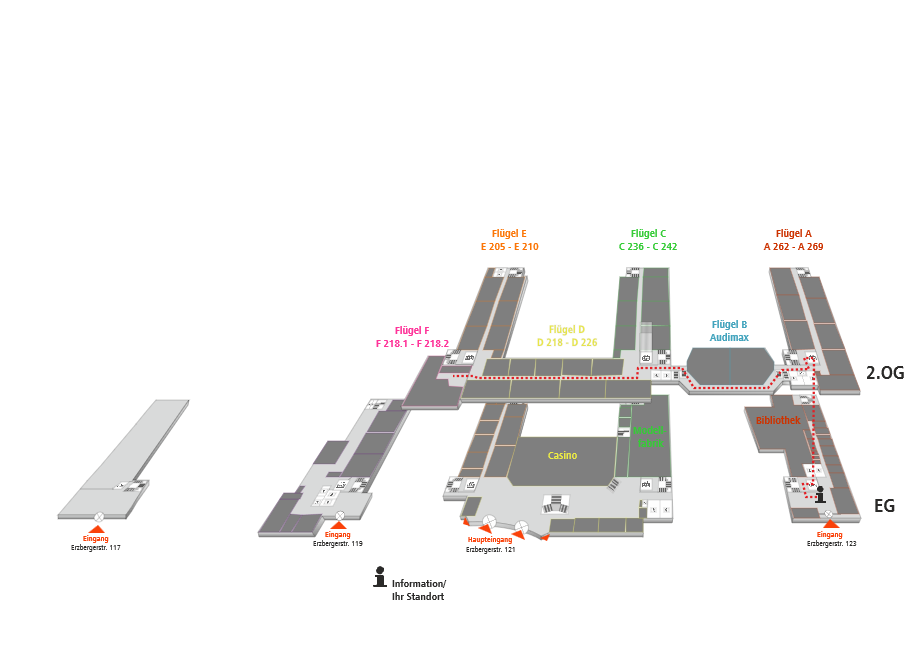 Flügel E
E 205 - E 210
Flügel C
C 236 - C 242
Flügel A
A 262 - A 269
Flügel F
F 218.1 - F 218.2
Flügel D
D 218 - D 226
Flügel B
Audimax
2.OG
Bibliothek
Modell-
fabrik
Casino
EG
Eingang
Erzbergerstr. 117
Eingang
Erzbergerstr. 119
Haupteingang
Erzbergerstr. 121
Eingang
Erzbergerstr. 123
Information/
Ihr Standort